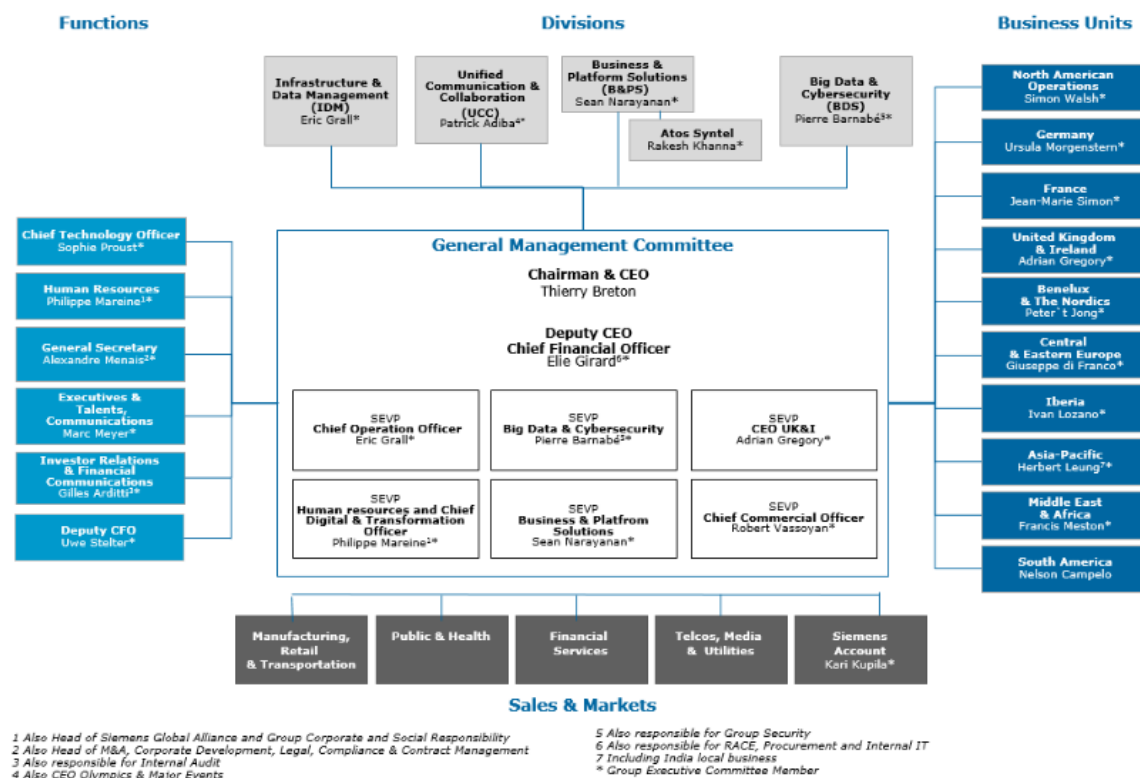 Functions
Divisions
Business Units
Infrastructure &
Data Management
(IDM)
Eric Grall*
Unified
Communication &
Collaboration
(UCC)
Patrick Adiba⁴*
Business &
Platform Solutions
(B&PS)
Sean Narayanan*
Atos Syntel
Rakesh Khanna*
Big Data &
Cybersecurity
(BDS)
Pierre Barnabé⁵*
Chief Technology Officer
Sophie Proust*
Human Resources
Philippe Mareine¹*
General Secretary
Alexandre Menais²*
Executives &
Talents,
Communications
Marc Meyer*
Investor Relations
& Financial
Communications
Gilles Arditti³*
Deputy CFO
Uwe Stelter*
General Management Committee
Chairman & CEO
Thierry Breton
Deputy CEO
Chief Financial Officer
Elie Girard⁶*
SEVP
Chief Operation Officer
Eric Grall*
SEVP
Big Data & Cybersecurity
Pierre Barnabé⁵*
SEVP
CEO UK&I
Adrian Gregory*
SEVP
Human resources and Chief
Digital & Transformation
Officer
Philippe Mareine¹*
SEVP
Business & Platfrom
Solutions
Sean Narayanan*
SEVP
Chief Commercial Officer
Robert Vassoyan*
North American
Operations
Simon Walsh*
Germany
Ursula Morgenstern*
France
Jean-Marie Simon*
United Kingdom
& Ireland
Adrian Gregory*
Benelux
& The Nordics
Peter`t Jong*
Central
& Eastern Europe
Giuseppe di Franco*
Iberia
Ivan Lozano*
Asia-Pacific
Herbert Leung⁷*
Middle East
& Africa
Francis Meston*
South America
Nelson Campelo
Manufacturing,
Retail
& Transportation
Public & Health
Financial
Services
Telcos, Media
& Utilities
Siemens
Account
Kari Kupila*
Sales & Markets
1 Also Head of Siemens Global Alliance and Group Corporate and Social Responsibility
2 Also Head of M&A, Corporate Development, Legal, Compliance & Contract Management
3 Also responsible for Internal Audit
4 Also CEO Olympics & Major Events
5 Also responsible for Group Security
6 Also responsible for RACE, Procurement and Internal IT
7 Including India local business
* Group Executive Committee Member